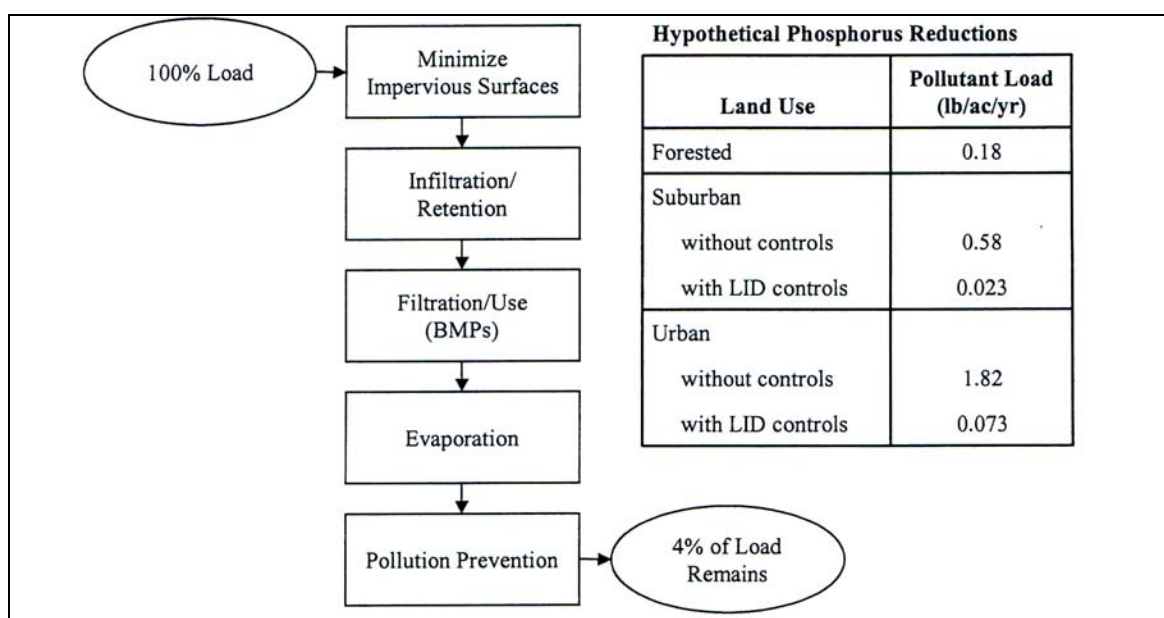 100% Load
Minimize
Impervious Surfaces
Infiltration/
Retention
Filtration/Use
(BMPs)
Evaporation
Pollution Prevention
4% of Load
Remains
Hypothetical Phosphorus Reductions
Land Use
Pollutant Load
(lb/ac/yr)
Forested 0.18
Suburban
without controls 0.58
with LID controls 0.023
Urban
without controls 1.82
with LID controls 0.073